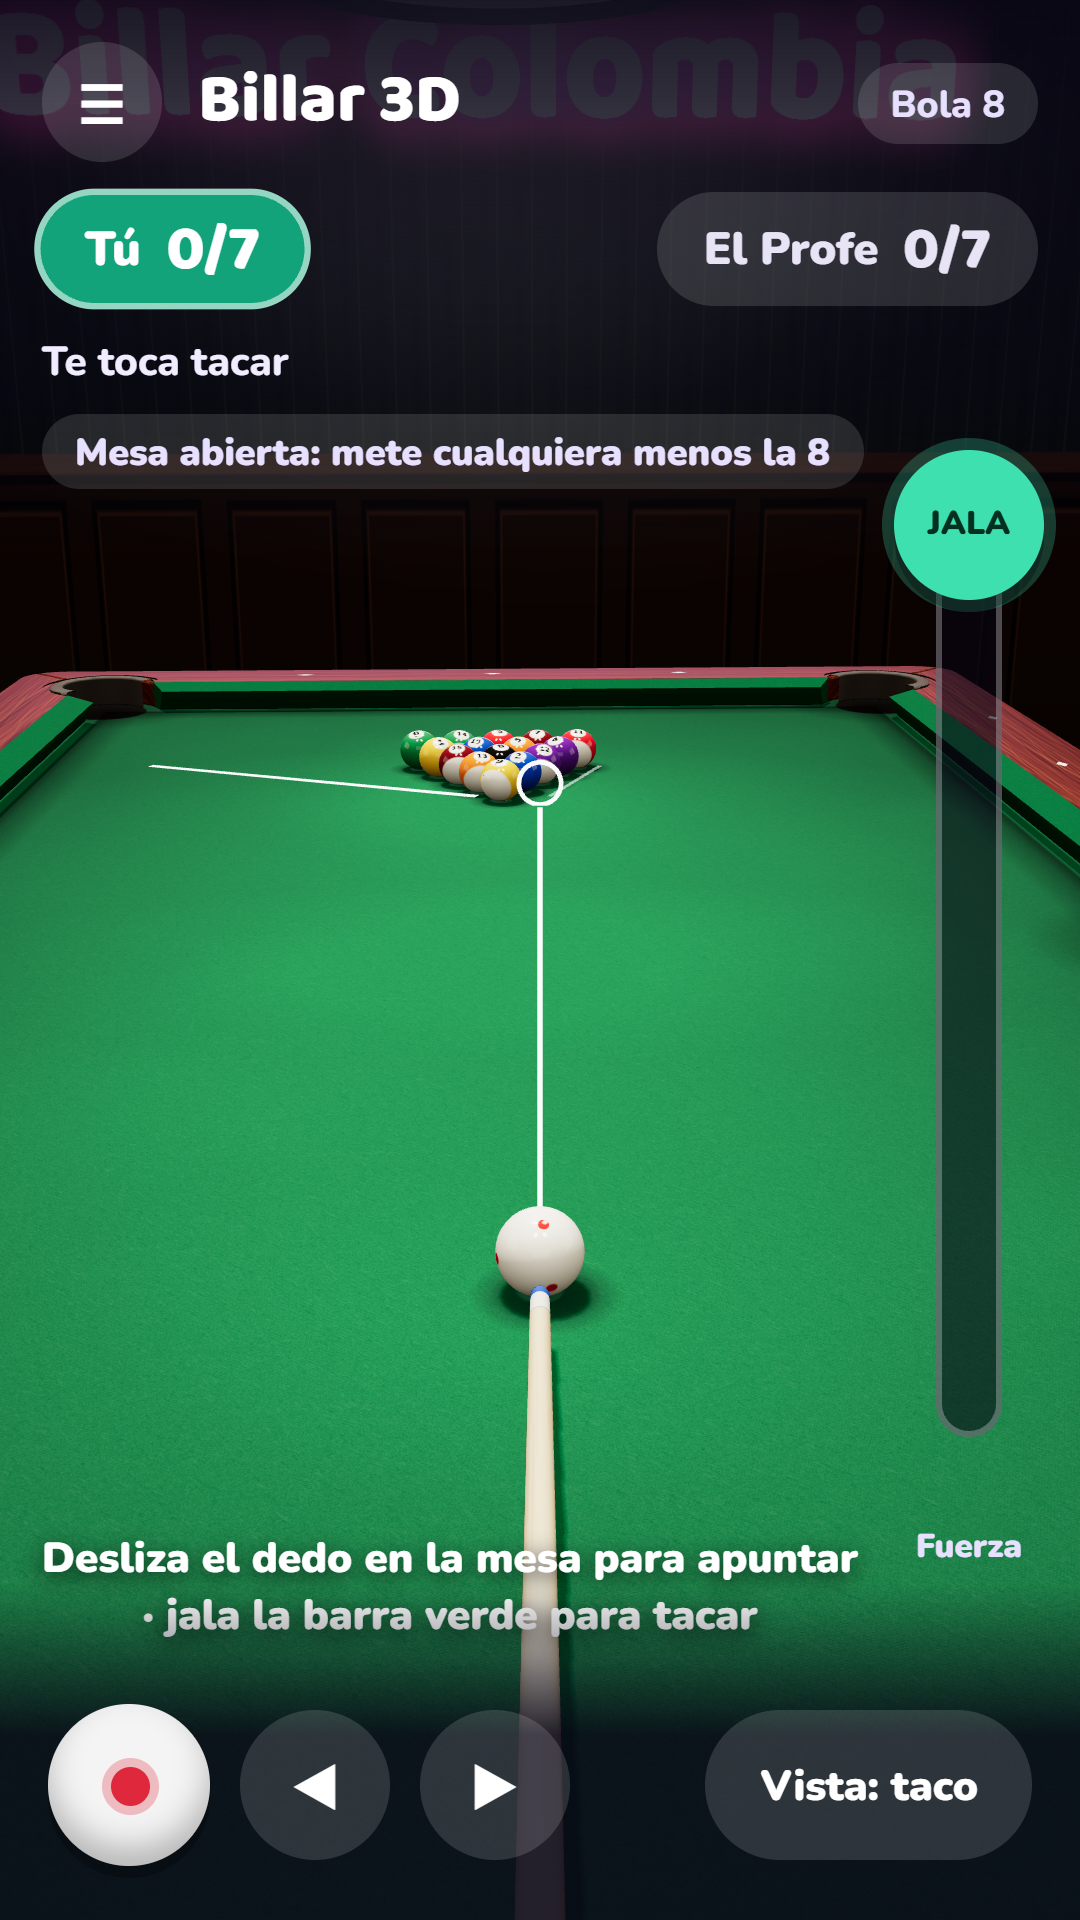 Billar Colombia
Billar 3D
Bola 8
Tú 0/7
El Profe 0/7
Te toca tacar
Mesa abierta: mete cualquiera menos la 8
JALA
Desliza el dedo en la mesa para apuntar
· jala la barra verde para tacar
Fuerza
Vista: taco